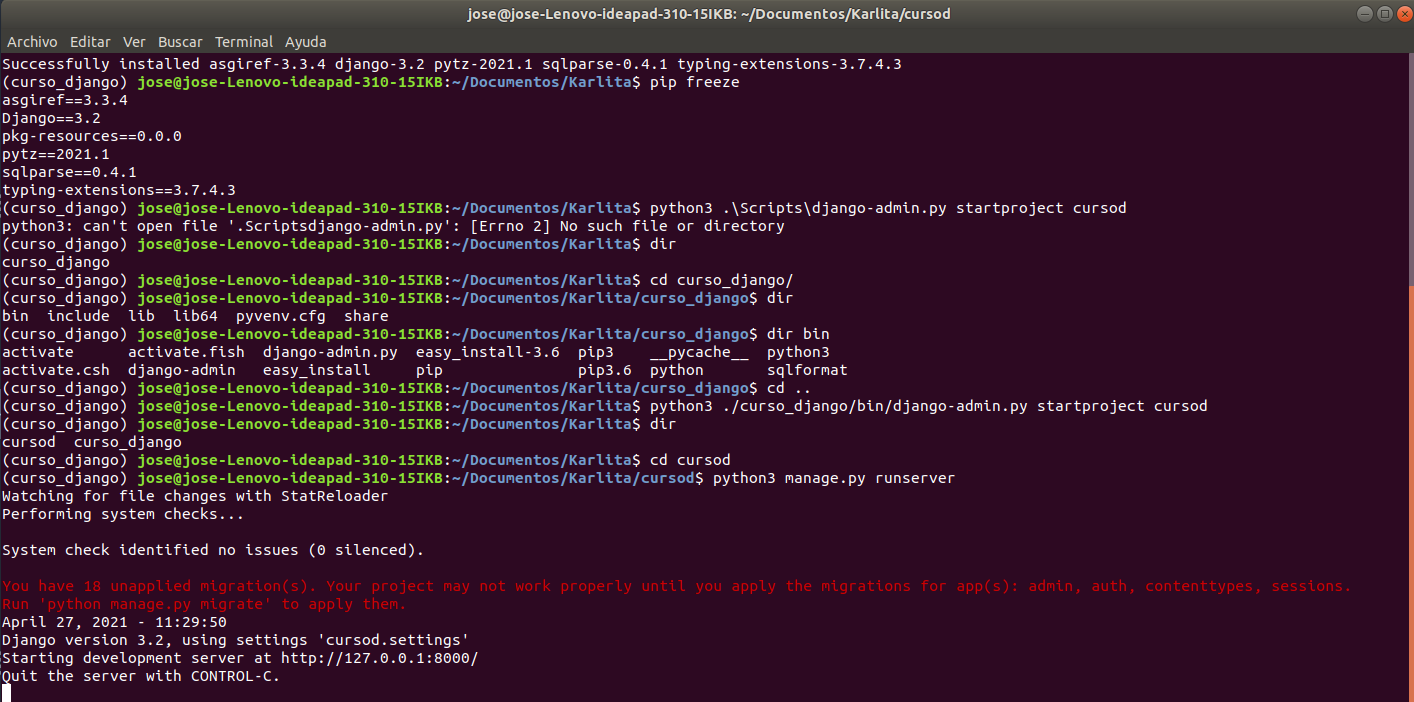 jose@jose-Lenovo-ideapad-310-15IKB: ~/Documentos/Karlita/cursod
Archivo Editar Ver Buscar Terminal Ayuda
Successfully installed asgiref-3.3.4 django-3.2 pytz-2021.1 sqlparse-0.4.1 typing-extensions-3.7.4.3
(curso_django) jose@jose-Lenovo-ideapad-310-15IKB:~/Documentos/Karlita$ pip freeze
asgiref==3.3.4
Django==3.2
pkg-resources==0.0.0
pytz==2021.1
sqlparse==0.4.1
typing-extensions==3.7.4.3
(curso_django) jose@jose-Lenovo-ideapad-310-15IKB:~/Documentos/Karlita$ python3 .\Scripts\django-admin.py startproject cursod
python3: can't open file '.Scriptsdjango-admin.py': [Errno 2] No such file or directory
(curso_django) jose@jose-Lenovo-ideapad-310-15IKB:~/Documentos/Karlita$ dir
curso_django
(curso_django) jose@jose-Lenovo-ideapad-310-15IKB:~/Documentos/Karlita$ cd curso_django/
(curso_django) jose@jose-Lenovo-ideapad-310-15IKB:~/Documentos/Karlita/curso_django$ dir
bin  include  lib  lib64  pyvenv.cfg  share
(curso_django) jose@jose-Lenovo-ideapad-310-15IKB:~/Documentos/Karlita/curso_django$ dir bin
activate      activate.fish  django-admin.py  easy_install-3.6  pip3    __pycache__  python3
activate.csh  django-admin   easy_install     pip               pip3.6  python       sqlformat
(curso_django) jose@jose-Lenovo-ideapad-310-15IKB:~/Documentos/Karlita/curso_django$ cd ..
(curso_django) jose@jose-Lenovo-ideapad-310-15IKB:~/Documentos/Karlita$ python3 ./curso_django/bin/django-admin.py startproject cursod
(curso_django) jose@jose-Lenovo-ideapad-310-15IKB:~/Documentos/Karlita$ dir
cursod  curso_django
(curso_django) jose@jose-Lenovo-ideapad-310-15IKB:~/Documentos/Karlita$ cd cursod
(curso_django) jose@jose-Lenovo-ideapad-310-15IKB:~/Documentos/Karlita/cursod$ python3 manage.py runserver
Watching for file changes with StatReloader
Performing system checks...
System check identified no issues (0 silenced).
You have 18 unapplied migration(s). Your project may not work properly until you apply the migrations for app(s): admin, auth, contenttypes, sessions.
Run 'python manage.py migrate' to apply them.
April 27, 2021 - 11:29:50
Django version 3.2, using settings 'cursod.settings'
Starting development server at http://127.0.0.1:8000/
Quit the server with CONTROL-C.